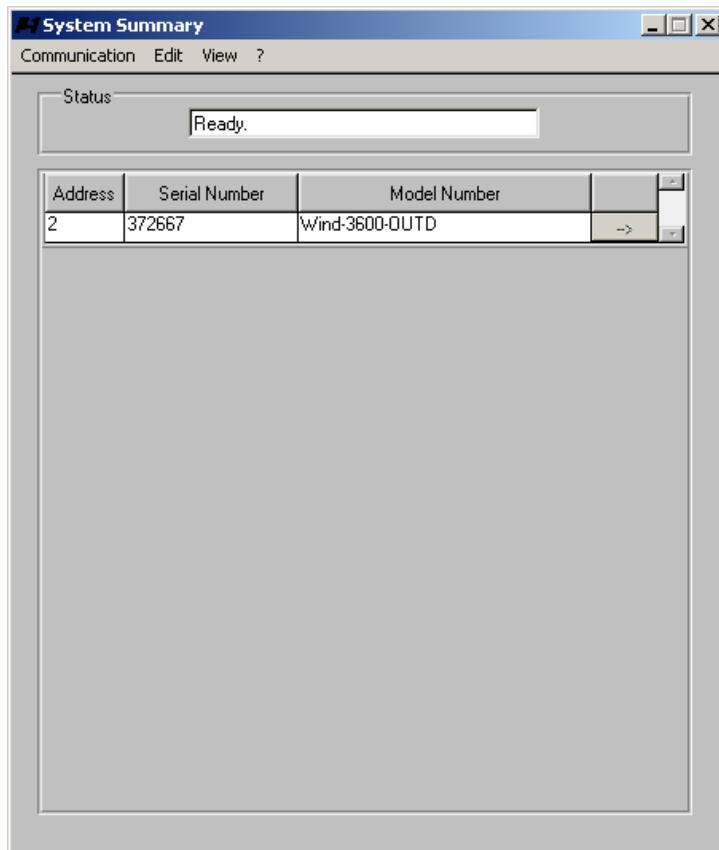 System Summary
Communication Edit View ?
Status
Ready.
Address Serial Number Model Number
2 372667 Wind-3600-OUTD -->